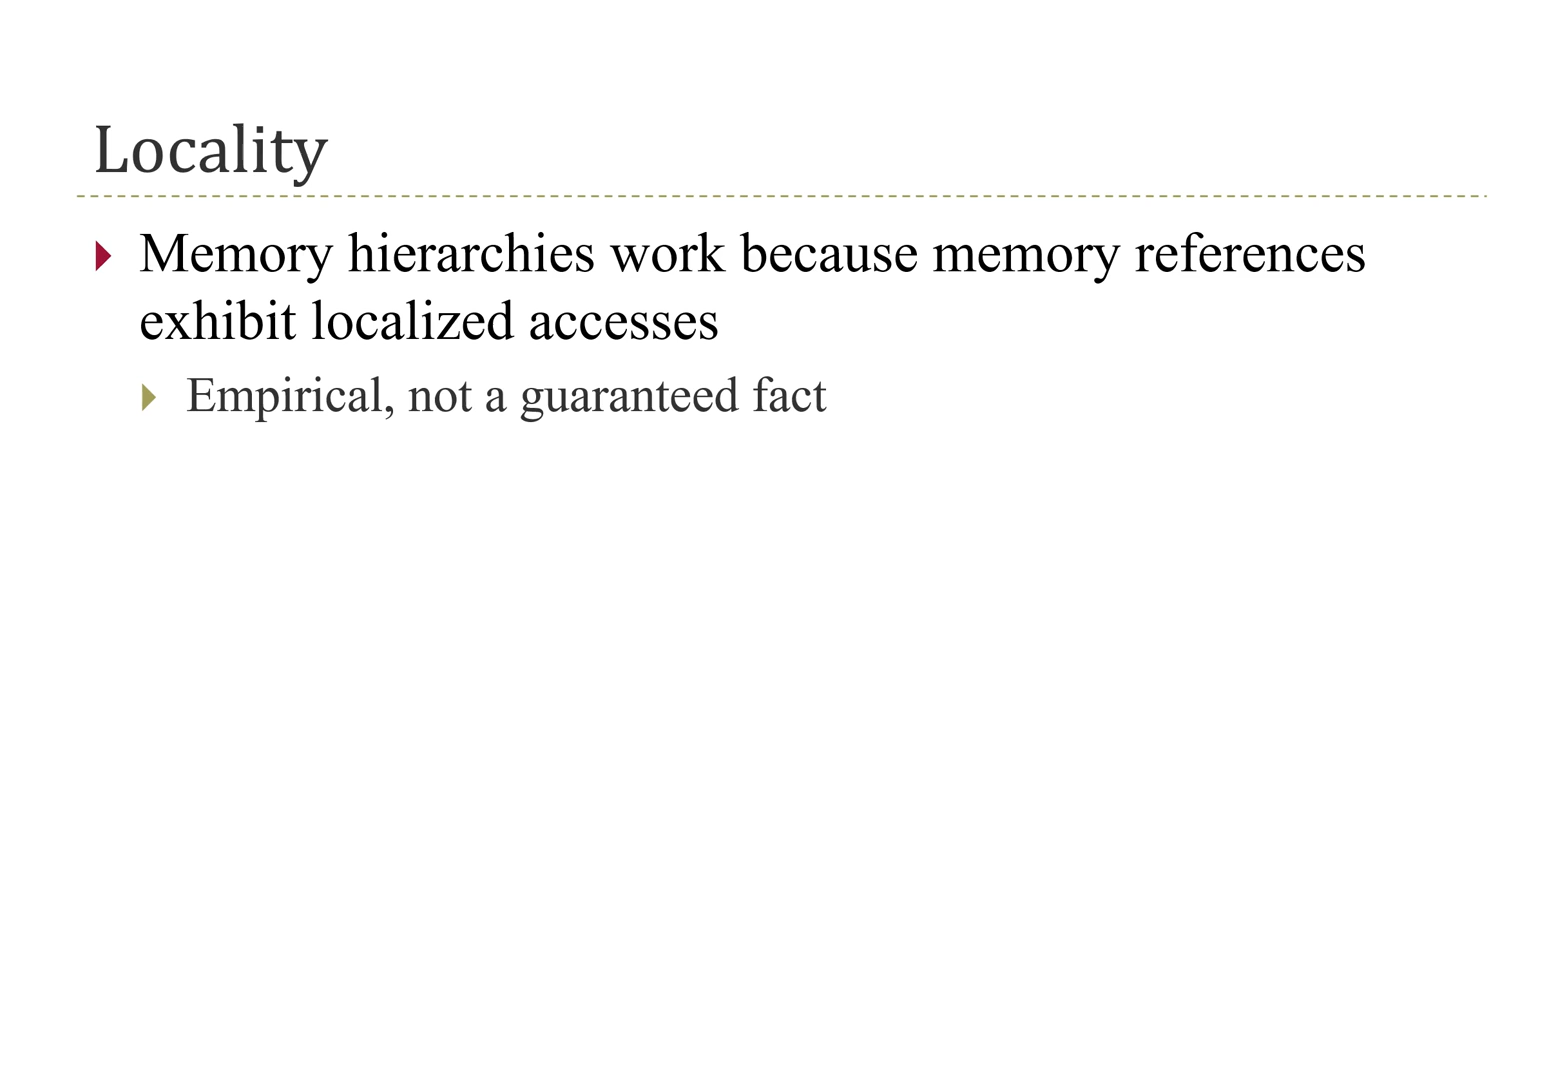 Locality
Memory hierarchies work because memory references
exhibit localized accesses
Empirical, not a guaranteed fact